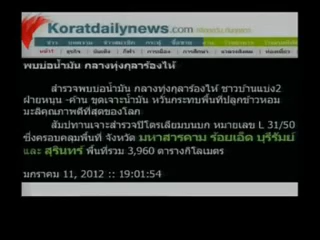 Koratdailynews.com
พบบ่อน้ำมัน กลางทุ่งกุลาร้องไห้
สำรวจพบบ่อน้ำมัน กลางทุ่งกุลาร้องไห้ ชาวบ้านแบ่ง2
ฝ่ายหนุน -ค้าน ขุดเจาะน้ำมัน หวั่นกระทบพื้นที่ปลูกข้าวหอม
มะลิคุณภาพดีที่สุดของโลก
สัมปทานเจาะสำรวจปิโตรเลียมบนบก หมายเลข L 31/50
ซึ่งครอบคลุมพื้นที่ จังหวัด มหาสารคาม ร้อยเอ็ด บุรีรัมย์
และ สุรินทร์ พื้นที่รวม 3,960 ตารางกิโลเมตร
มกราคม 11, 2012 :: 19:01:54